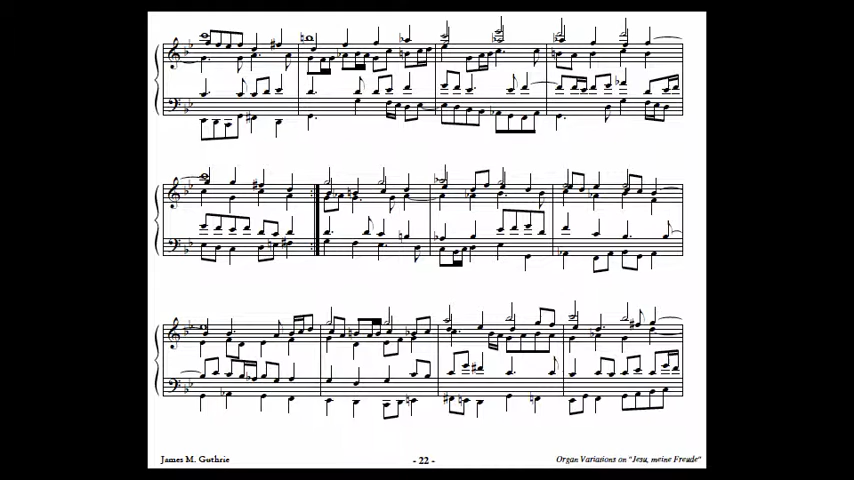 James M. Guthrie
- 22 -
Organ Variations on "Jesu, meine Freude"